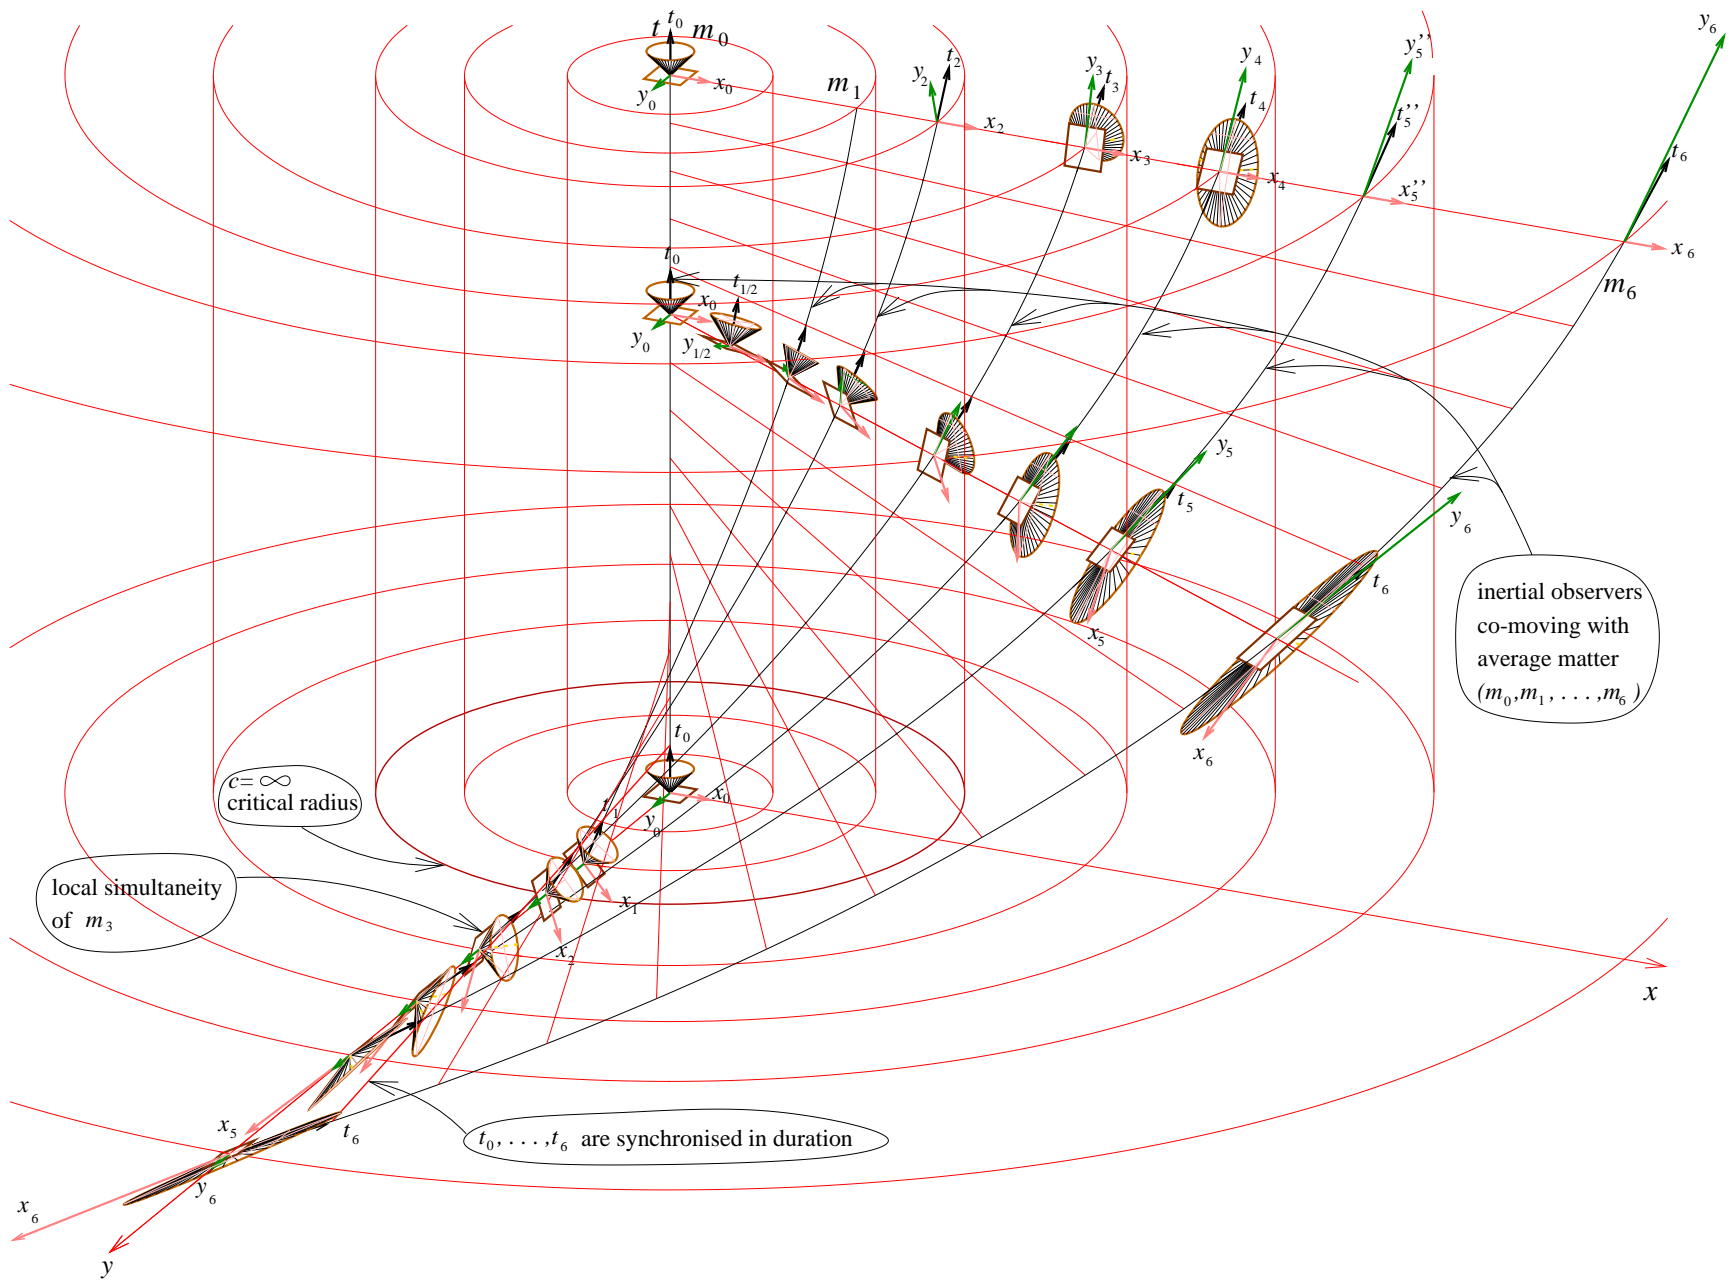 t t₀ m₀
x₀
y₀
m₁
y₂ t₂
x₂
y₃ t₃
x₃
y₄
t₄
x₄
y₅’’
t₅’’
x₅’’
y₆
t₆
x₆
m₆
t₀
x₀
y₀
t₁/₂
y₁/₂
y₅
t₅
x₅
y₆
t₆
x₆
inertial observers
co-moving with
average matter
(m₀,m₁, . . . ,m₆ )
c= ∞
critical radius
t₀
x₀
y₀
t₁
x₁
x₂
local simultaneity
of m₃
x
x₅
t₆
t₀, . . . ,t₆ are synchronised in duration
y₆
x₆
y